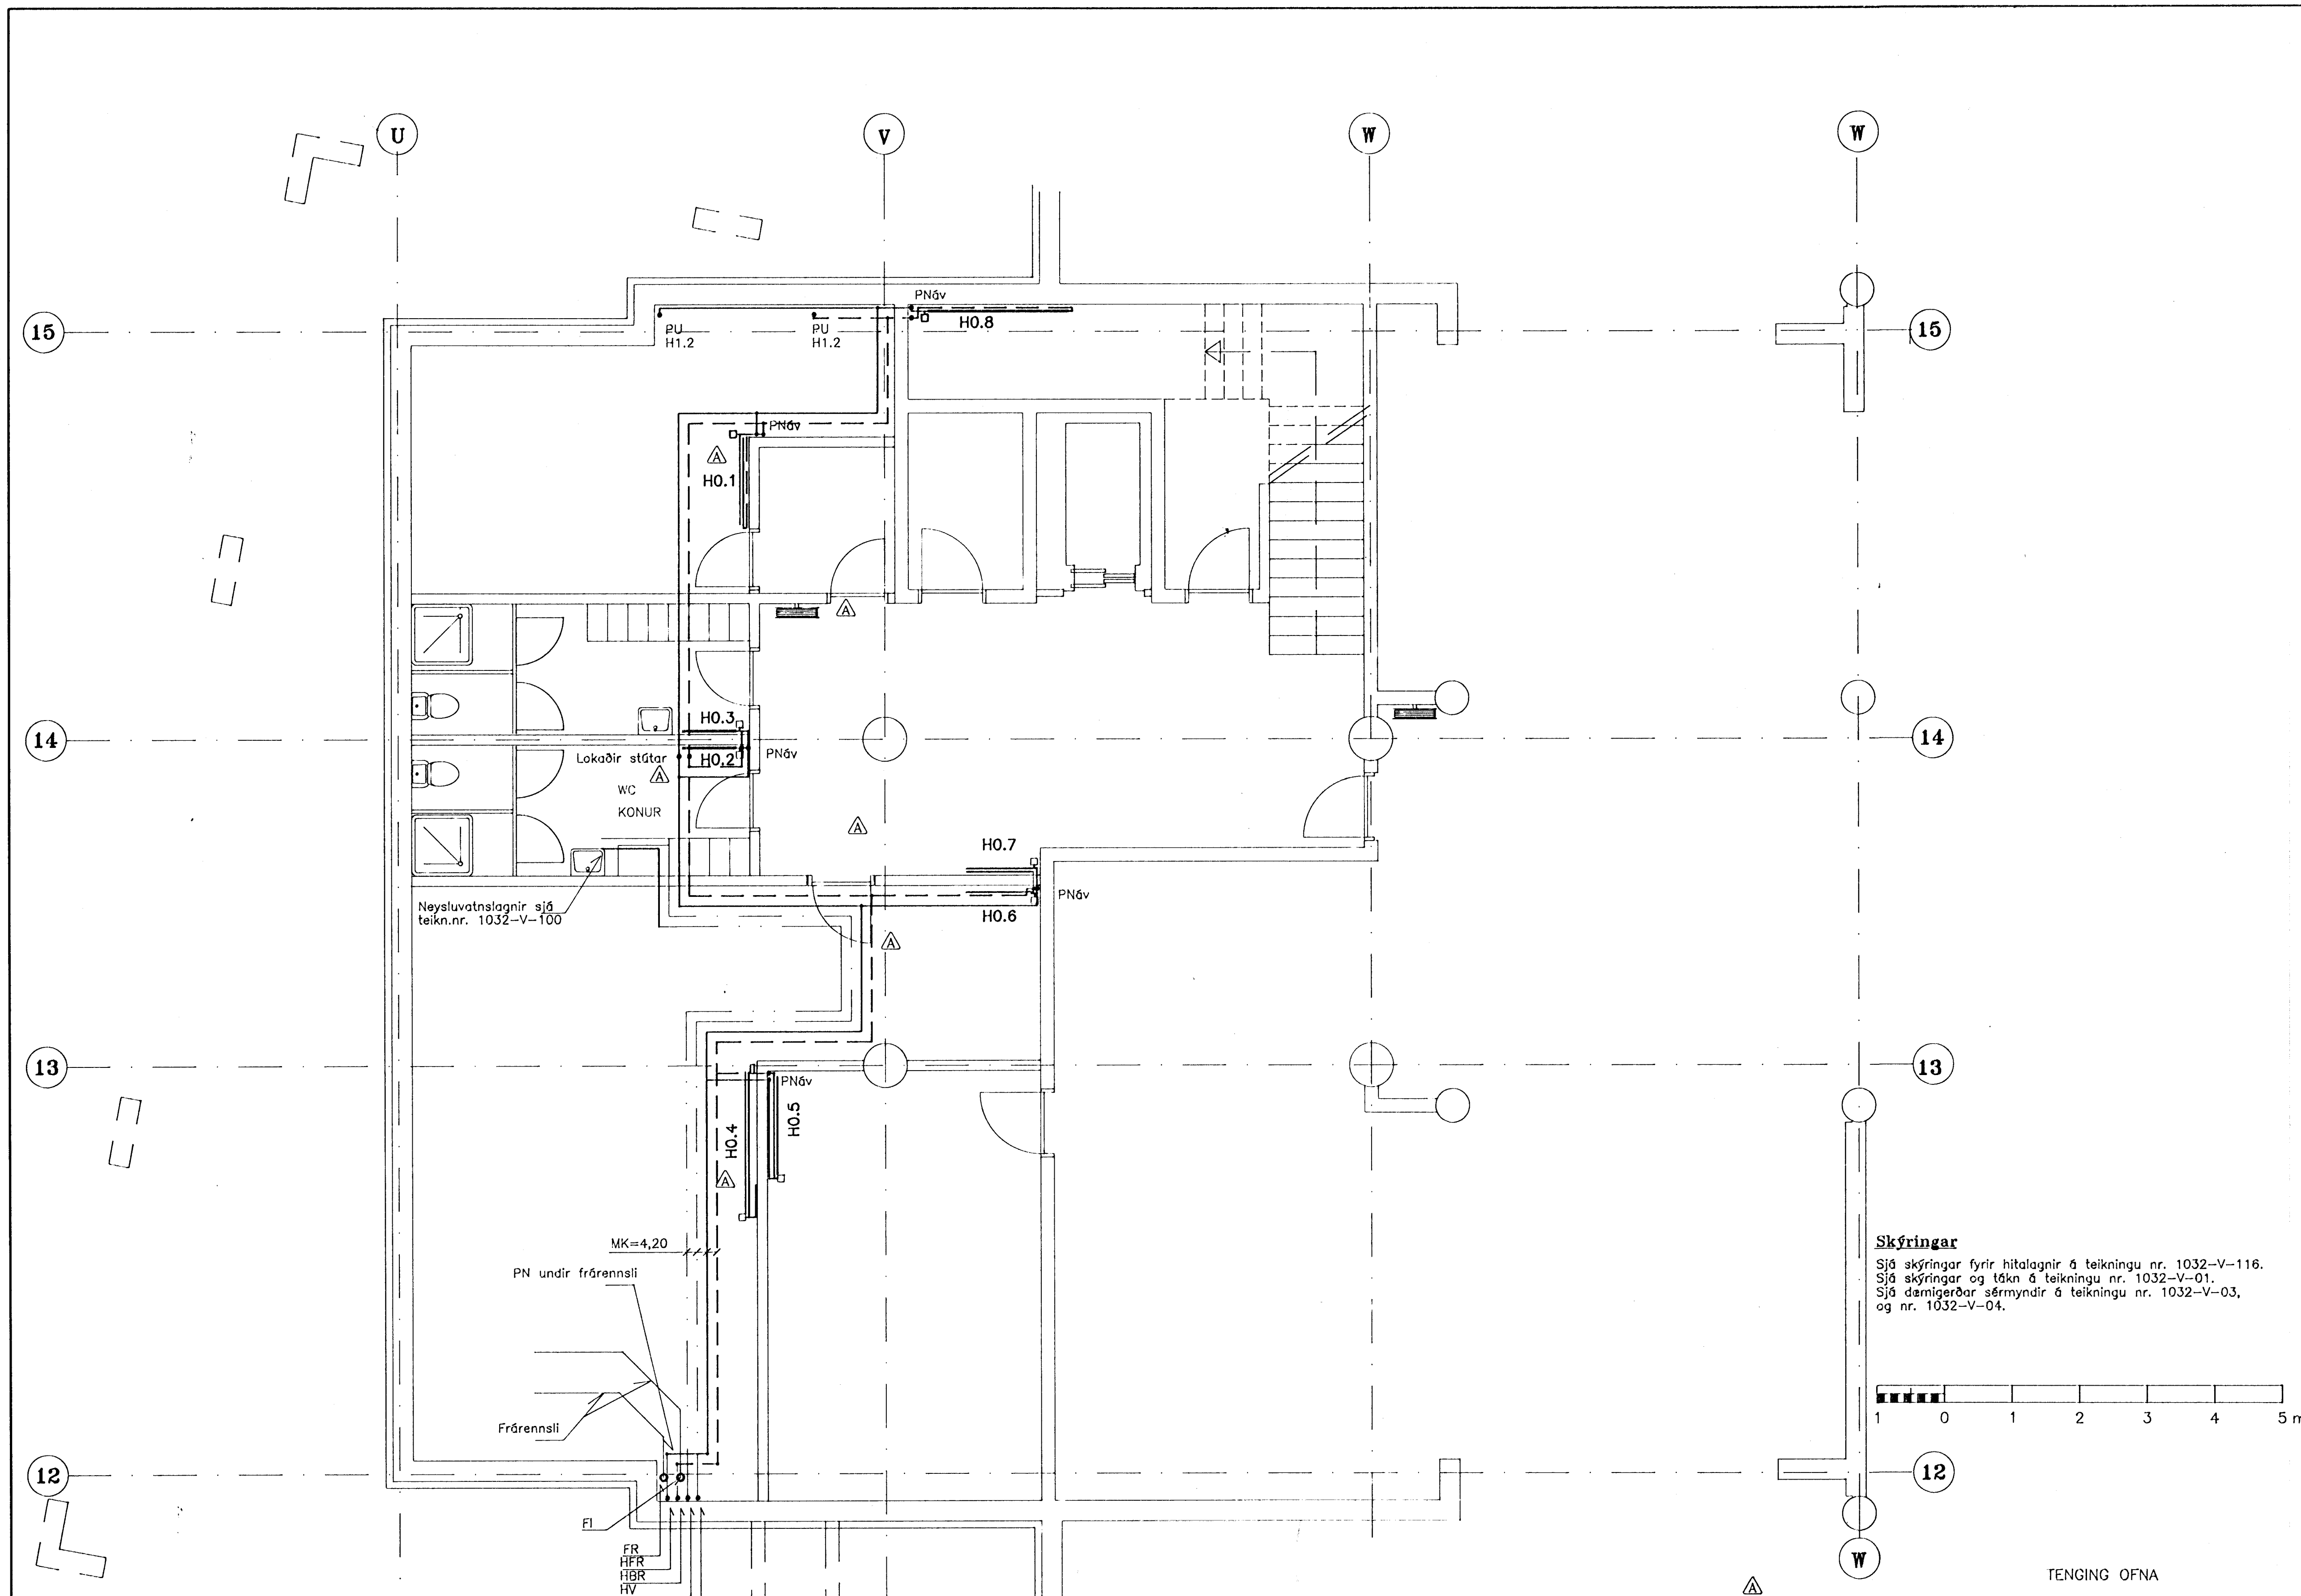 U
V
W
W
15
PNáv
H0.8
PU
H1.2
PU
H1.2
15
PNáv
A
H0.1
A
H0.3
14
Lokaðir stútar
H0.2
PNáv
14
A
WC
KONUR
A
H0.7
PNáv
Neysluvatnslagnir sjá
teikn.nr. 1032-V-100
H0.6
A
13
PNáv
13
H0.4
H0.5
A
MK=4,20
PN undir frárennsli
Skýringar
Sjá skýringar fyrir hitalagnir á teikningu nr. 1032-V-116.
Sjá skýringar og tákn á teikningu nr. 1032-V-01.
Sjá dæmigerðar sérmyndir á teikningu nr. 1032-V-03,
og nr. 1032-V-04.
1 0 1 2 3 4 5 m
Frárennsli
12
12
FI
FR
HFR
HBR
HV
W
A
TENGING OFNA